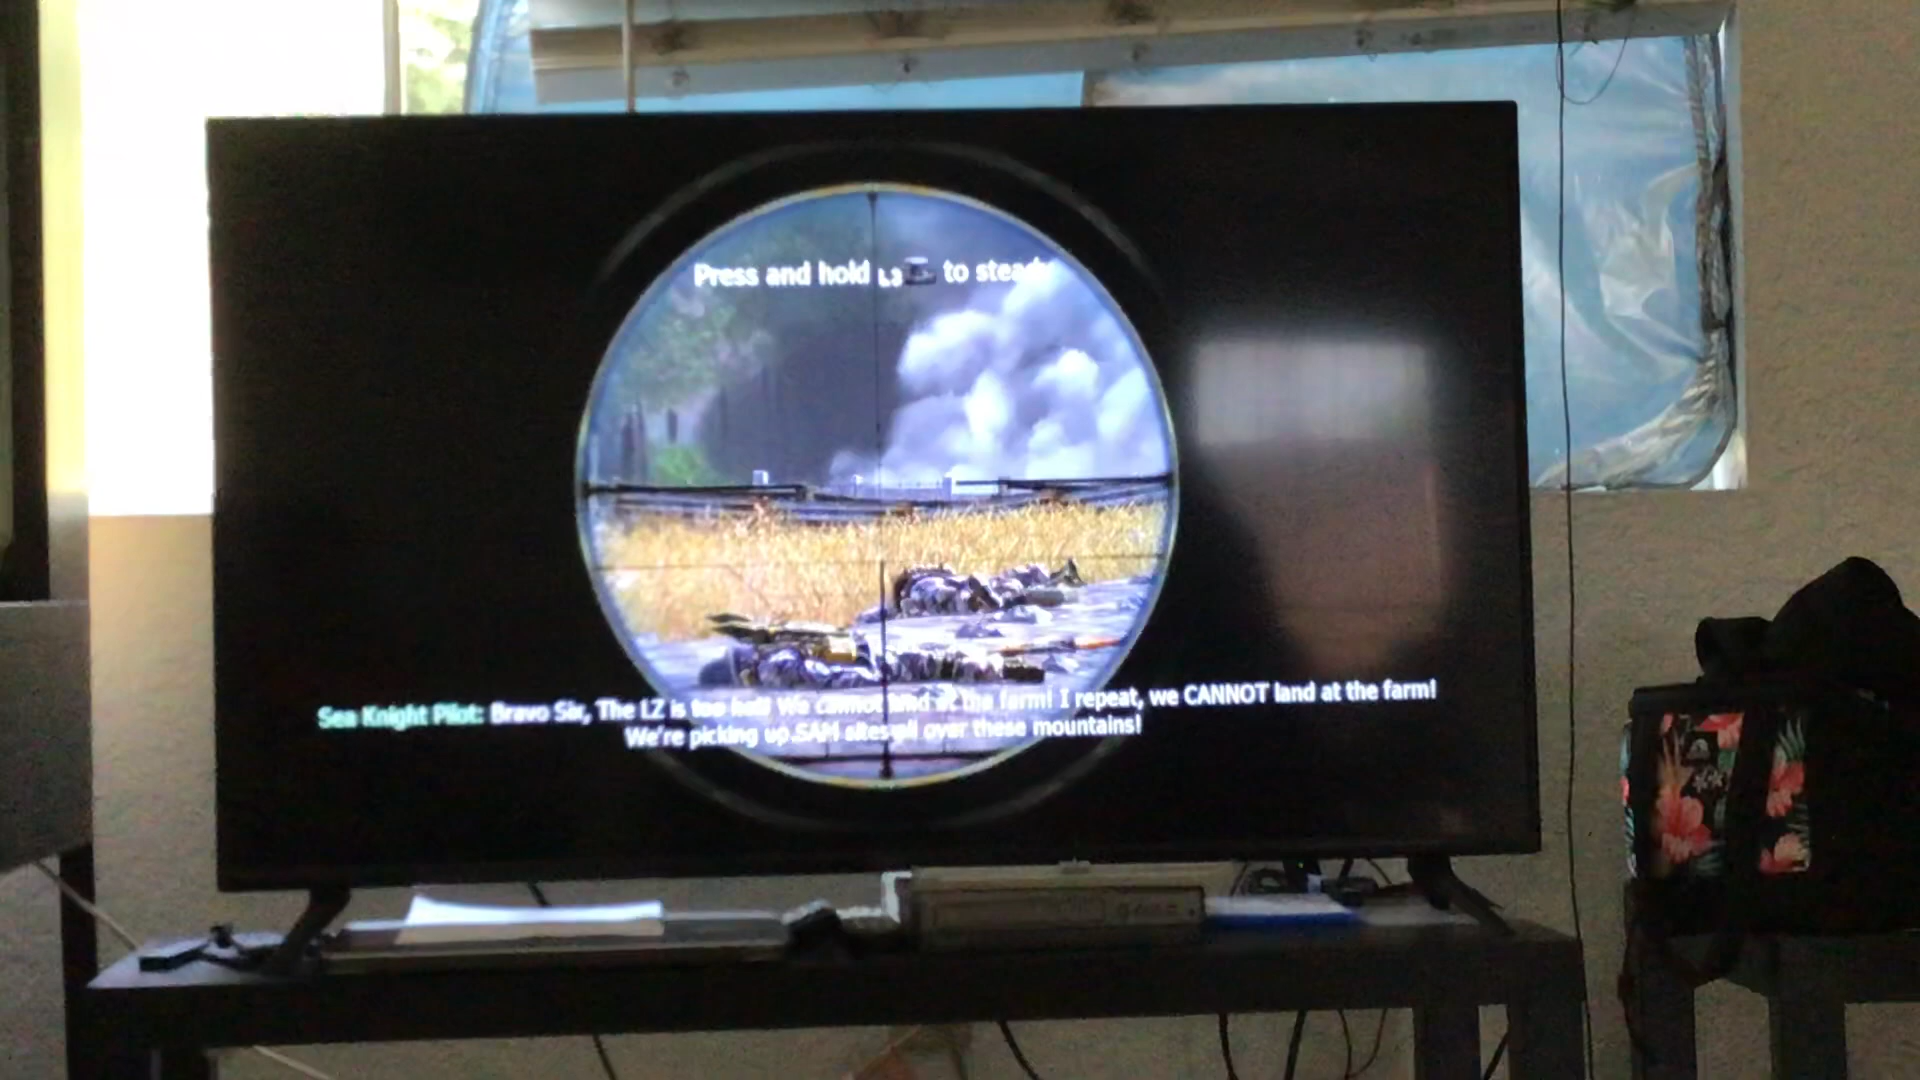 Press and hold L3 to steady
Sea Knight Pilot: Bravo Six, The LZ is too hot! We cannot land at the farm! I repeat, we CANNOT land at the farm!
We're picking up SAM sites all over these mountains!